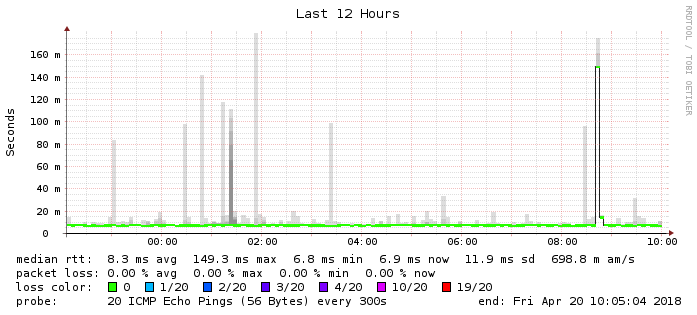 Last 12 Hours
RRDTOOL / TOBI OETIKER
Seconds
160 m
140 m
120 m
100 m
80 m
60 m
40 m
20 m
0
00:00 02:00 04:00 06:00 08:00 10:00
median rtt: 8.3 ms avg 149.3 ms max 6.8 ms min 6.9 ms now 11.9 ms sd 698.8 m am/s
packet loss: 0.00 % avg 0.00 % max 0.00 % min 0.00 % now
loss color: 0 1/20 2/20 3/20 4/20 10/20 19/20
probe: 20 ICMP Echo Pings (56 Bytes) every 300s end: Fri Apr 20 10:05:04 2018